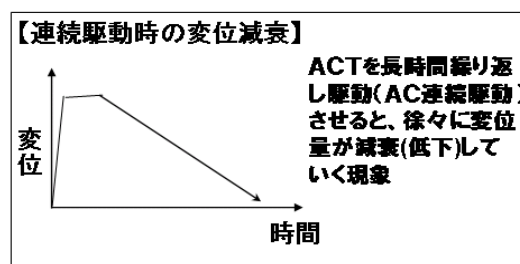 【連続駆動時の変位減衰】
ACTを長時間繰り返
し駆動(AC連続駆動)
させると、徐々に変位
量が減衰(低下)して
いく現象
変位
時間